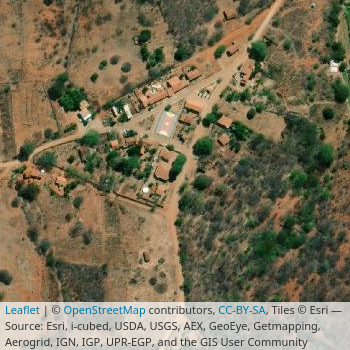 Leaflet | © OpenStreetMap contributors, CC-BY-SA, Tiles © Esri —
Source: Esri, i-cubed, USDA, USGS, AEX, GeoEye, Getmapping,
Aerogrid, IGN, IGP, UPR-EGP, and the GIS User Community